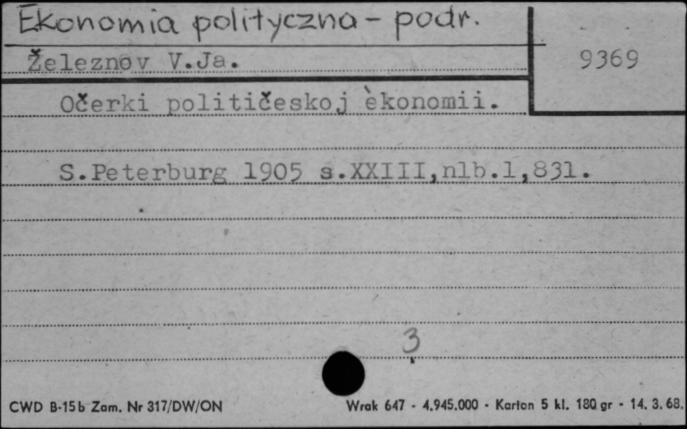 Ekonomia polityczna - podr.
Železnov V.Ja.
9369
Očerki političeskoj èkonomii.
S.Peterburg 1905 s.XXIII,nlb.1,831.
3
CWD B-15b Zam. Nr 317/DW/ON
Wrak 647 - 4.945.000 - Karton 5 kl. 180 gr - 14. 3. 68.